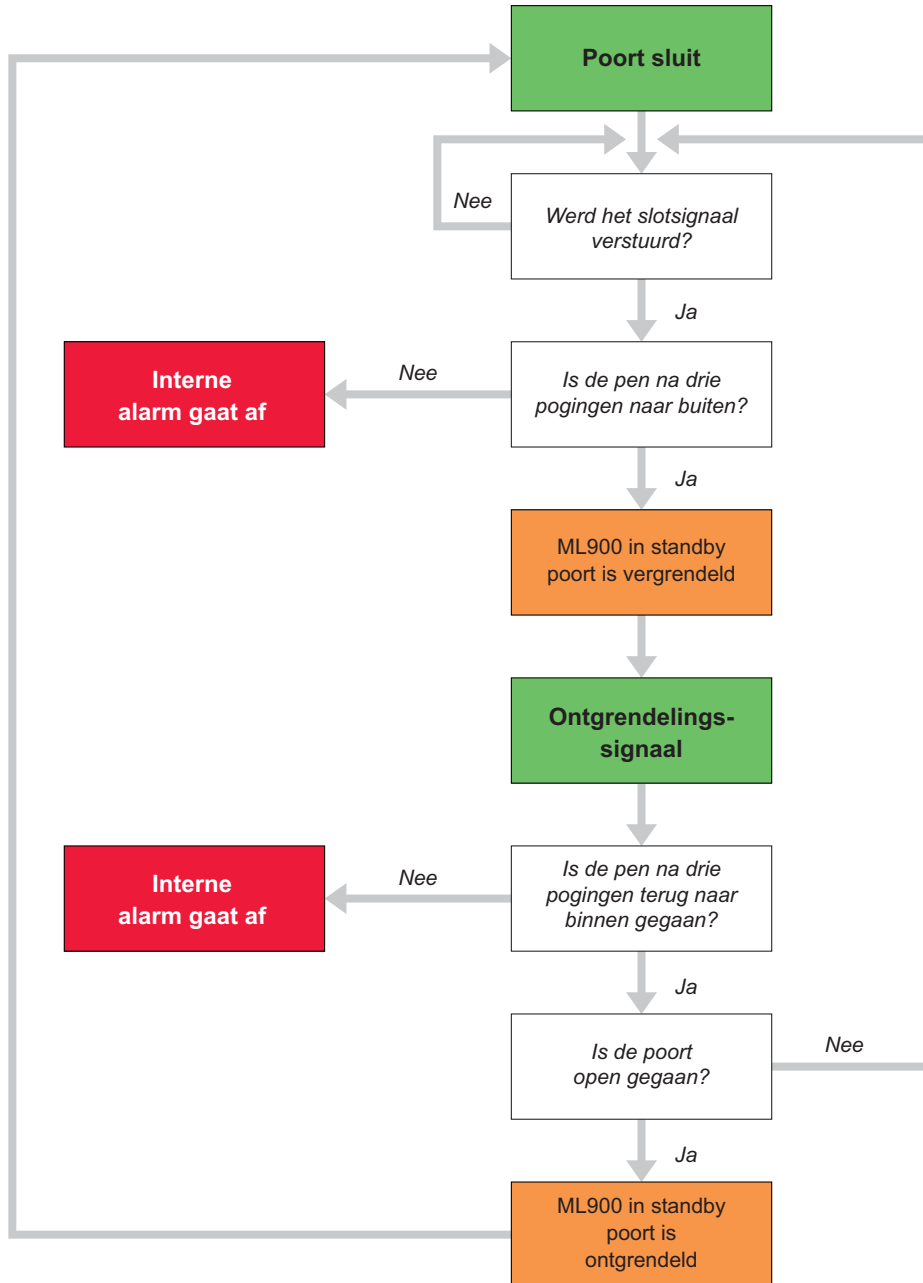 Poort sluit
Nee
Werd het slotsignaal
verstuurd?
Ja
Interne
alarm gaat af
Nee
Is de pen na drie
pogingen naar buiten?
Ja
ML900 in standby
poort is vergrendeld
Ontgrendelings-
signaal
Interne
alarm gaat af
Nee
Is de pen na drie
pogingen terug naar
binnen gegaan?
Ja
Is de poort
open gegaan?
Nee
Ja
ML900 in standby
poort is
ontgrendeld